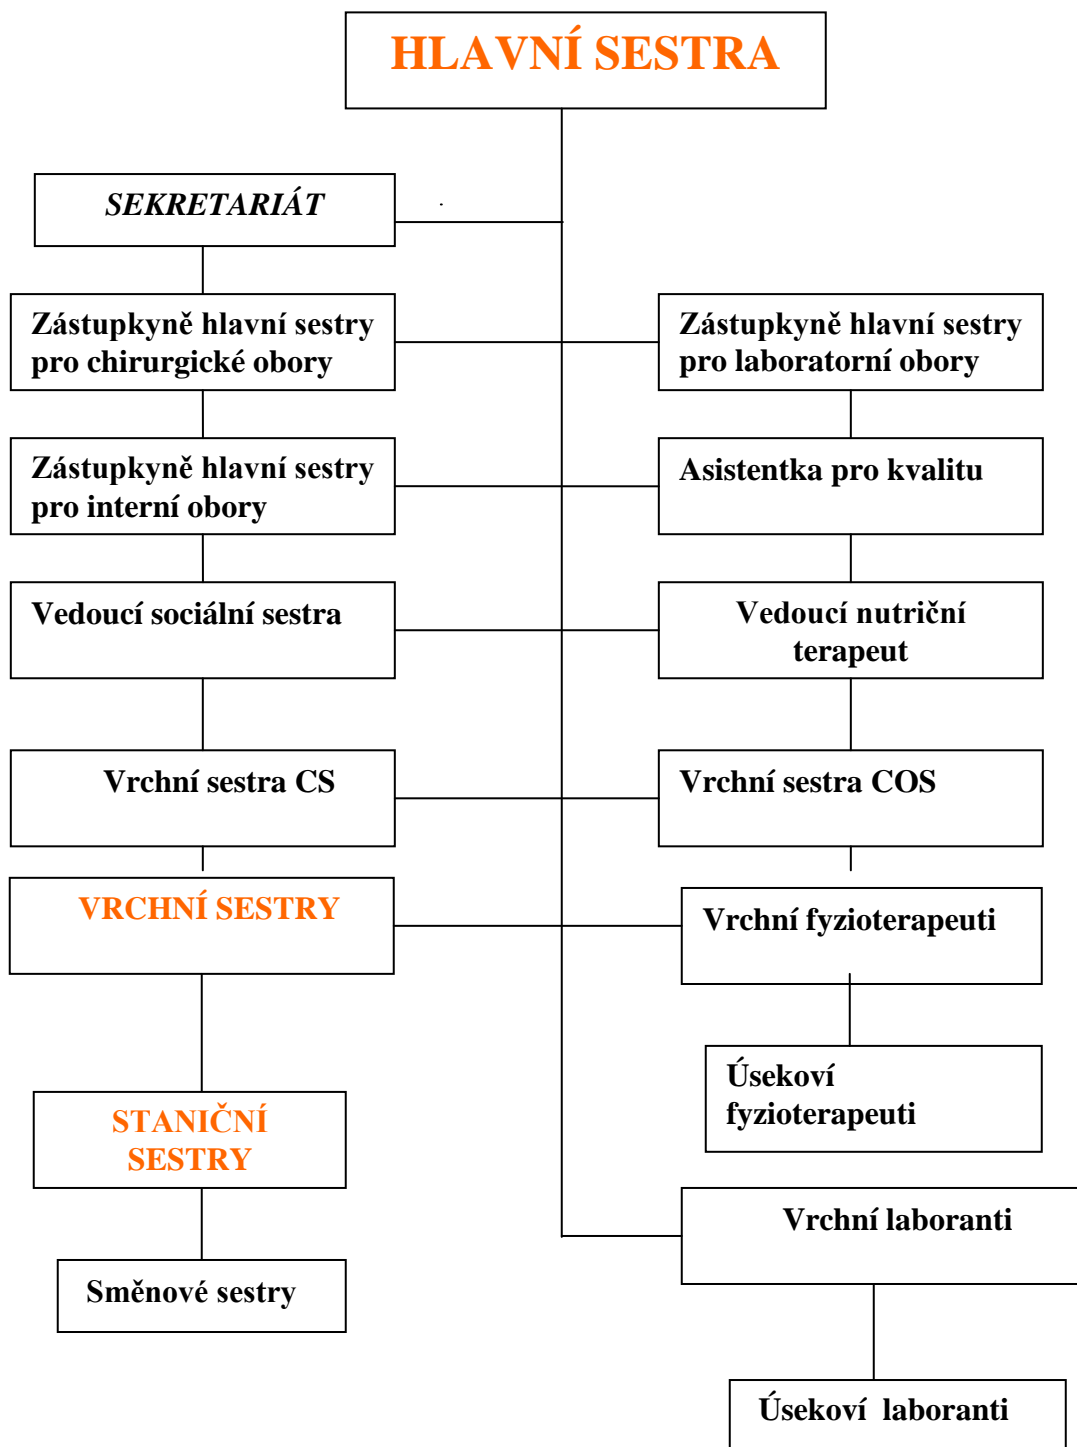 HLAVNÍ SESTRA
SEKRETARIÁT
Zástupkyně hlavní sestry
pro chirurgické obory
Zástupkyně hlavní sestry
pro laboratorní obory
Zástupkyně hlavní sestry
pro interní obory
Asistentka pro kvalitu
Vedoucí sociální sestra
Vedoucí nutriční
terapeut
Vrchní sestra CS
Vrchní sestra COS
VRCHNÍ SESTRY
Vrchní fyzioterapeuti
Úsekoví
fyzioterapeuti
STANIČNÍ
SESTRY
Vrchní laboranti
Směnové sestry
Úsekoví laboranti